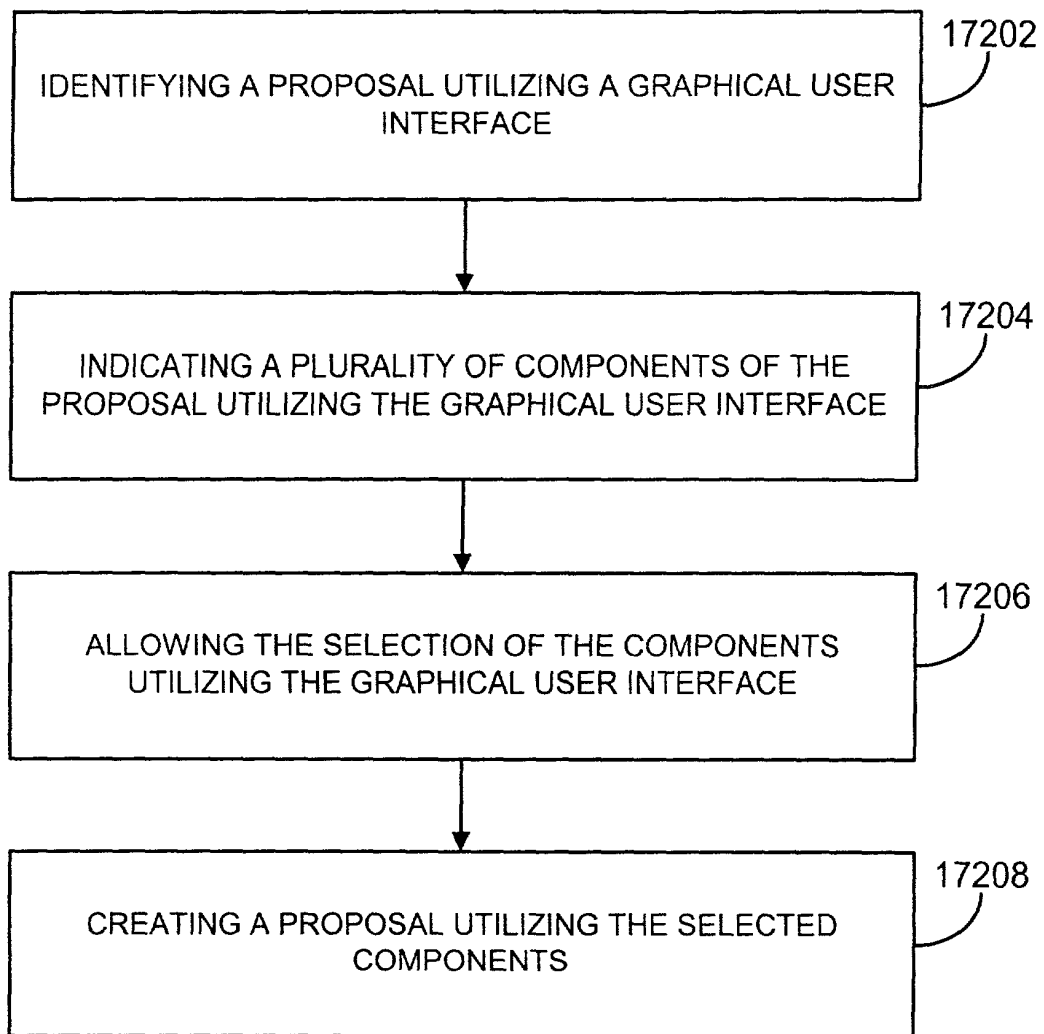 17202
IDENTIFYING A PROPOSAL UTILIZING A GRAPHICAL USER
INTERFACE
17204
INDICATING A PLURALITY OF COMPONENTS OF THE
PROPOSAL UTILIZING THE GRAPHICAL USER INTERFACE
17206
ALLOWING THE SELECTION OF THE COMPONENTS
UTILIZING THE GRAPHICAL USER INTERFACE
17208
CREATING A PROPOSAL UTILIZING THE SELECTED
COMPONENTS